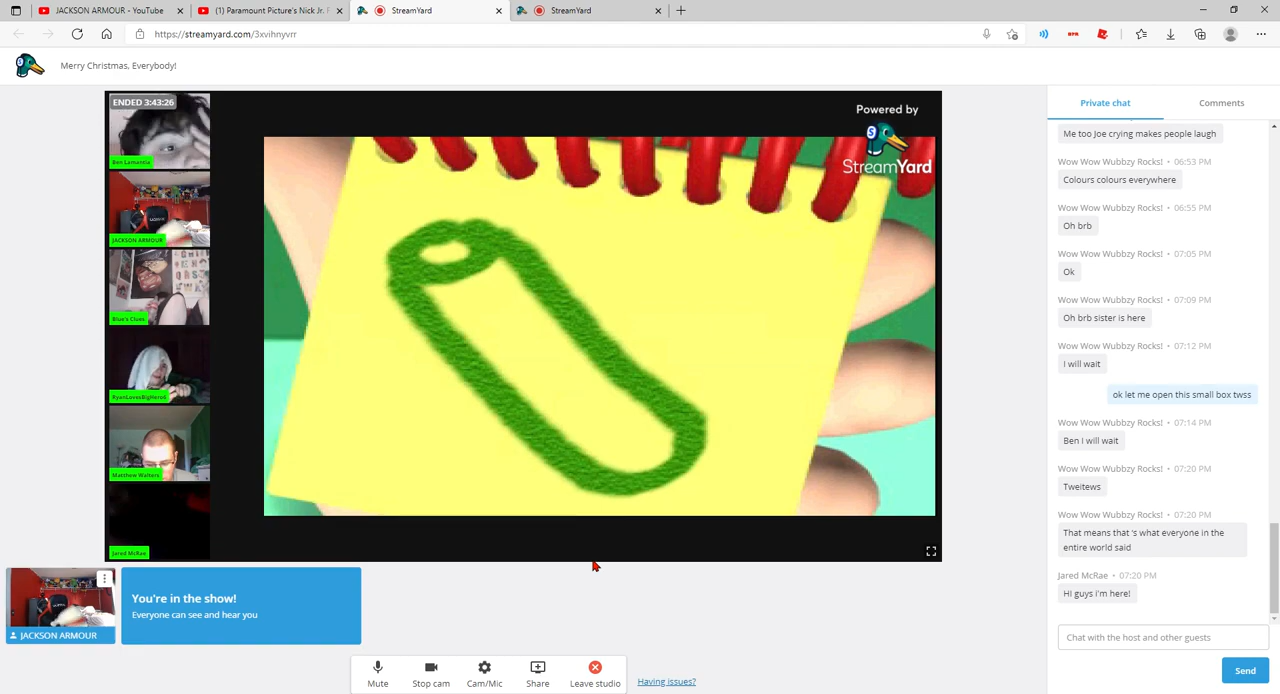 JACKSON ARMOUR - YouTube
(1) Paramount Picture's Nick Jr. F
StreamYard
StreamYard
https://streamyard.com/3xvihnyvrr
Merry Christmas, Everybody!
ENDED 3:43:26
Ben Lamantia
JACKSON ARMOUR
Blue's Clues
RyanLovesBigHero6
Matthew Walters
Jared McRae
Powered by
StreamYard
JACKSON ARMOUR
You're in the show!
Everyone can see and hear you
Mute
Stop cam
Cam/Mic
Share
Leave studio
Having issues?
Private chat
Comments
Me too Joe crying makes people laugh
Wow Wow Wubbzy Rocks! • 06:53 PM
Colours colours everywhere
Wow Wow Wubbzy Rocks! • 06:55 PM
Oh brb
Wow Wow Wubbzy Rocks! • 07:05 PM
Ok
Wow Wow Wubbzy Rocks! • 07:09 PM
Oh brb sister is here
Wow Wow Wubbzy Rocks! • 07:12 PM
I will wait
ok let me open this small box twss
Wow Wow Wubbzy Rocks! • 07:14 PM
Ben I will wait
Wow Wow Wubbzy Rocks! • 07:20 PM
Tweitews
Wow Wow Wubbzy Rocks! • 07:20 PM
That means that 's what everyone in the
entire world said
Jared McRae • 07:20 PM
Hi guys i'm here!
Chat with the host and other guests
Send